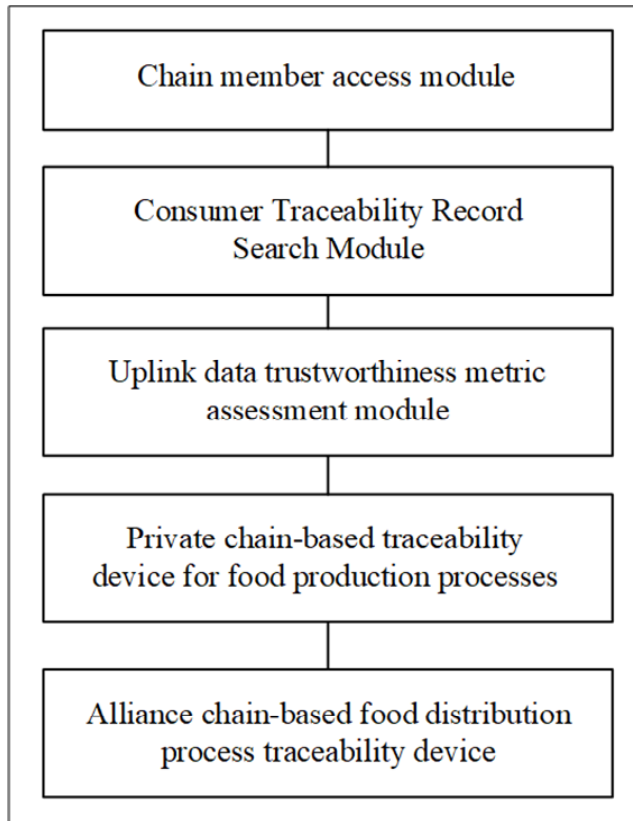 Chain member access module
Consumer Traceability Record
Search Module
Uplink data trustworthiness metric
assessment module
Private chain-based traceability
device for food production processes
Alliance chain-based food distribution
process traceability device